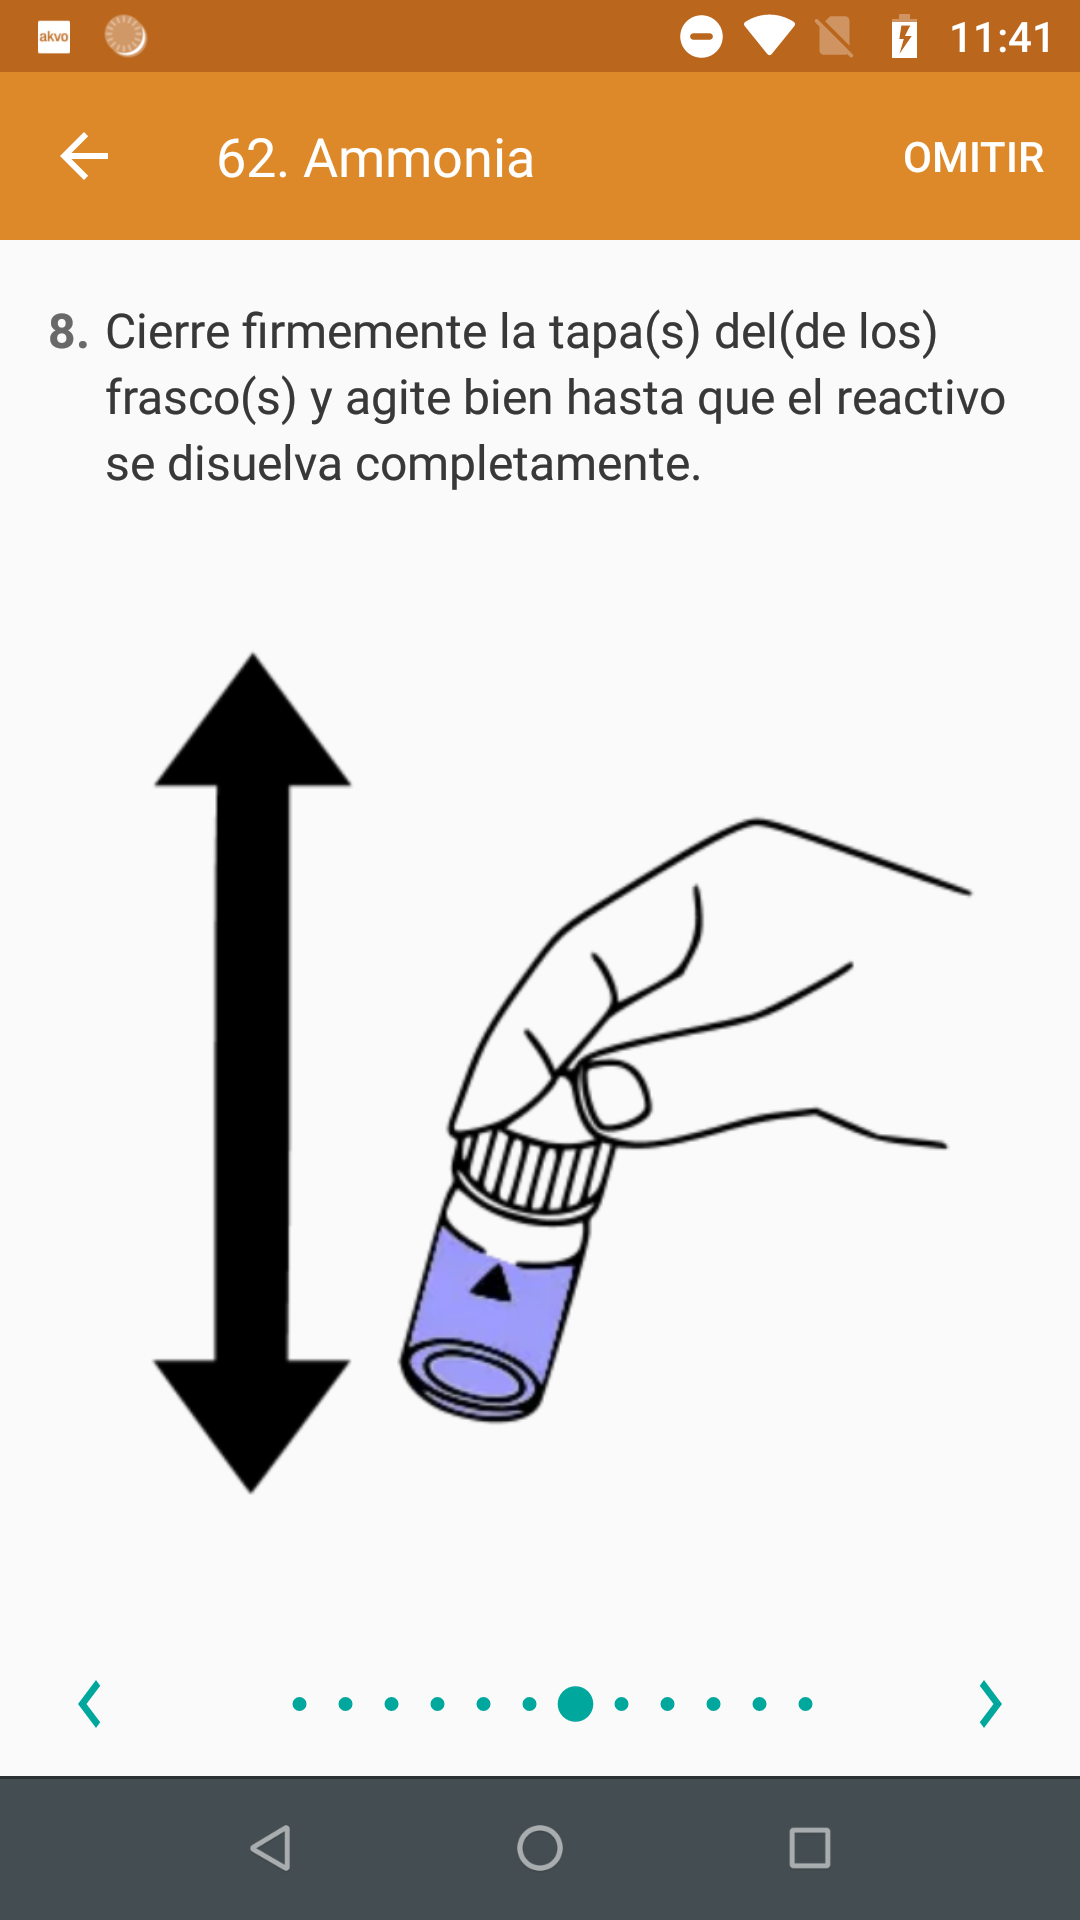 akvo
11:41
62. Ammonia
OMITIR
8. Cierre firmemente la tapa(s) del(de los)
frasco(s) y agite bien hasta que el reactivo
se disuelva completamente.